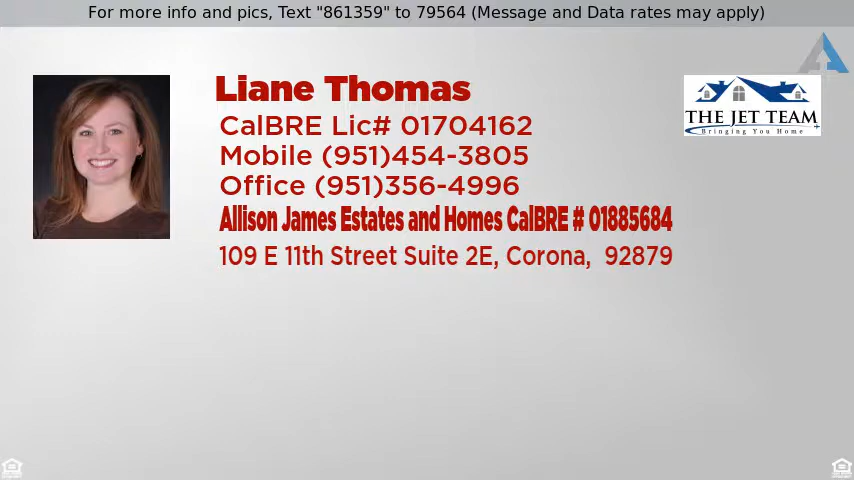 For more info and pics, Text "861359" to 79564 (Message and Data rates may apply)
Liane Thomas
CalBRE Lic# 01704162
Mobile (951)454-3805
Office (951)356-4996
Allison James Estates and Homes CalBRE # 01885684
109 E 11th Street Suite 2E, Corona,  92879
THE JET TEAM
Bringing You Home